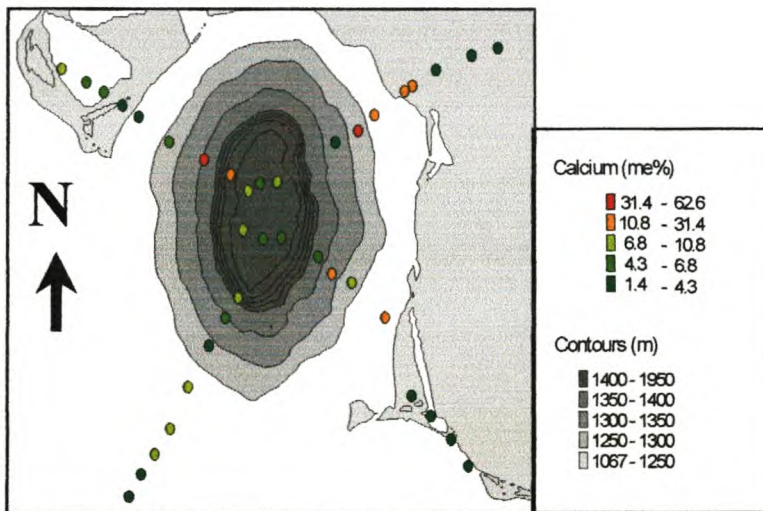 N
Calcium (me%)
31.4 - 62.6
10.8 - 31.4
6.8 - 10.8
4.3 - 6.8
1.4 - 4.3
Contours (m)
1400 - 1950
1350 - 1400
1300 - 1350
1250 - 1300
1067 - 1250